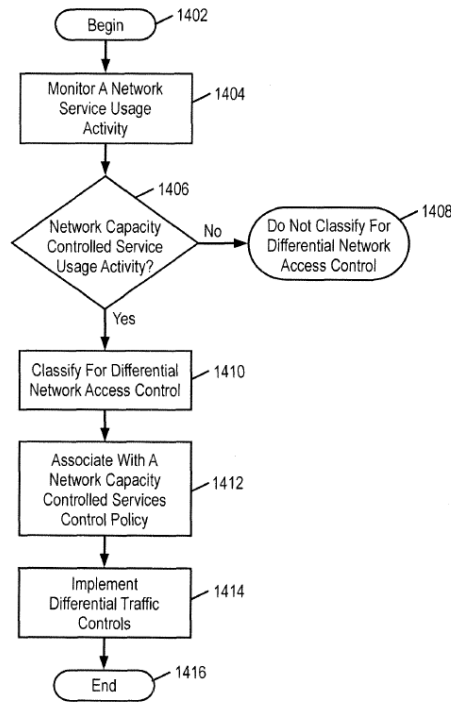 Begin
1402
Monitor A Network
Service Usage
Activity
1404
1406
Network Capacity
Controlled Service
Usage Activity?
No
Do Not Classify For
Differential Network
Access Control
1408
Yes
Classify For Differential
Network Access Control
1410
Associate With A
Network Capacity
Controlled Services
Control Policy
1412
Implement
Differential Traffic
Controls
1414
End
1416